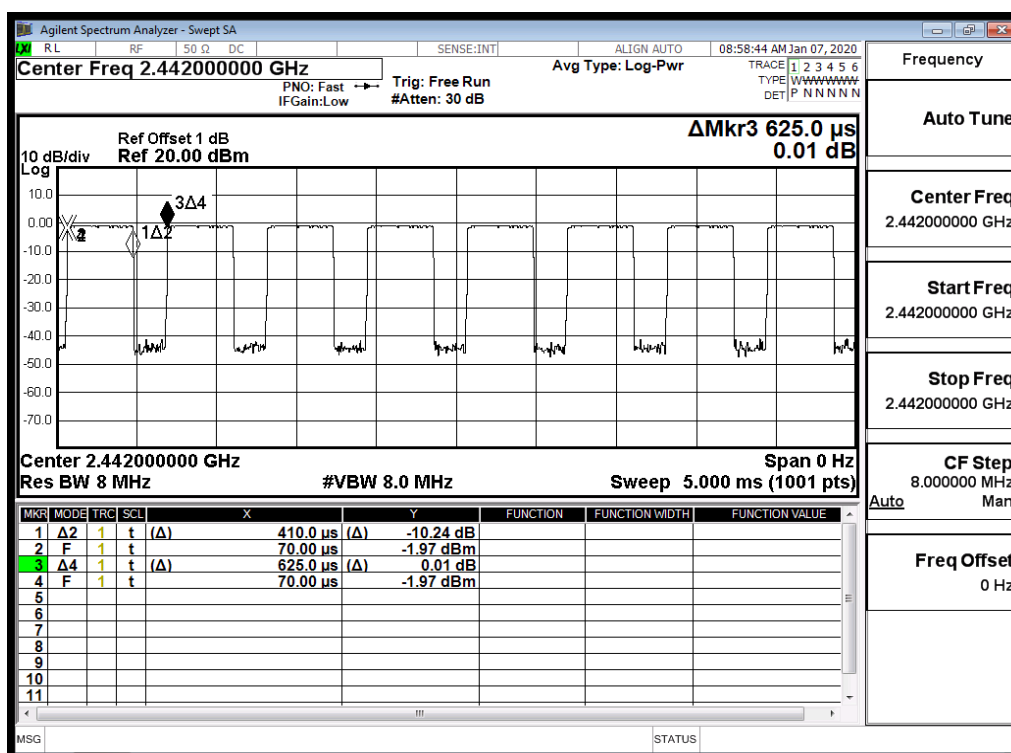 Agilent Spectrum Analyzer - Swept SA
LXI RL RF 50 Ω DC SENSE:INT ALIGN AUTO 08:58:44 AM Jan 07, 2020
Center Freq 2.442000000 GHz
PNO: Fast
IFGain:Low
Trig: Free Run
#Atten: 30 dB
Avg Type: Log-Pwr
TRACE 1 2 3 4 5 6
TYPE WWWWWW
DET P N N N N N
10 dB/div
Log
Ref Offset 1 dB
Ref 20.00 dBm
ΔMkr3 625.0 µs
0.01 dB
10.0
0.00
-10.0
-20.0
-30.0
-40.0
-50.0
-60.0
-70.0
3Δ4
1Δ2
Center 2.442000000 GHz
Span 0 Hz
Res BW 8 MHz
#VBW 8.0 MHz
Sweep 5.000 ms (1001 pts)
MKR MODE TRC SCL X Y FUNCTION FUNCTION WIDTH FUNCTION VALUE
1 Δ2 1 t (Δ) 410.0 µs (Δ) -10.24 dB
2 F 1 t 70.00 µs -1.97 dBm
3 Δ4 1 t (Δ) 625.0 µs (Δ) 0.01 dB
4 F 1 t 70.00 µs -1.97 dBm
5
6
7
8
9
10
11
MSG
STATUS
Frequency
Auto Tune
Center Freq
2.442000000 GHz
Start Freq
2.442000000 GHz
Stop Freq
2.442000000 GHz
CF Step
8.000000 MHz
Auto Man
Freq Offset
0 Hz